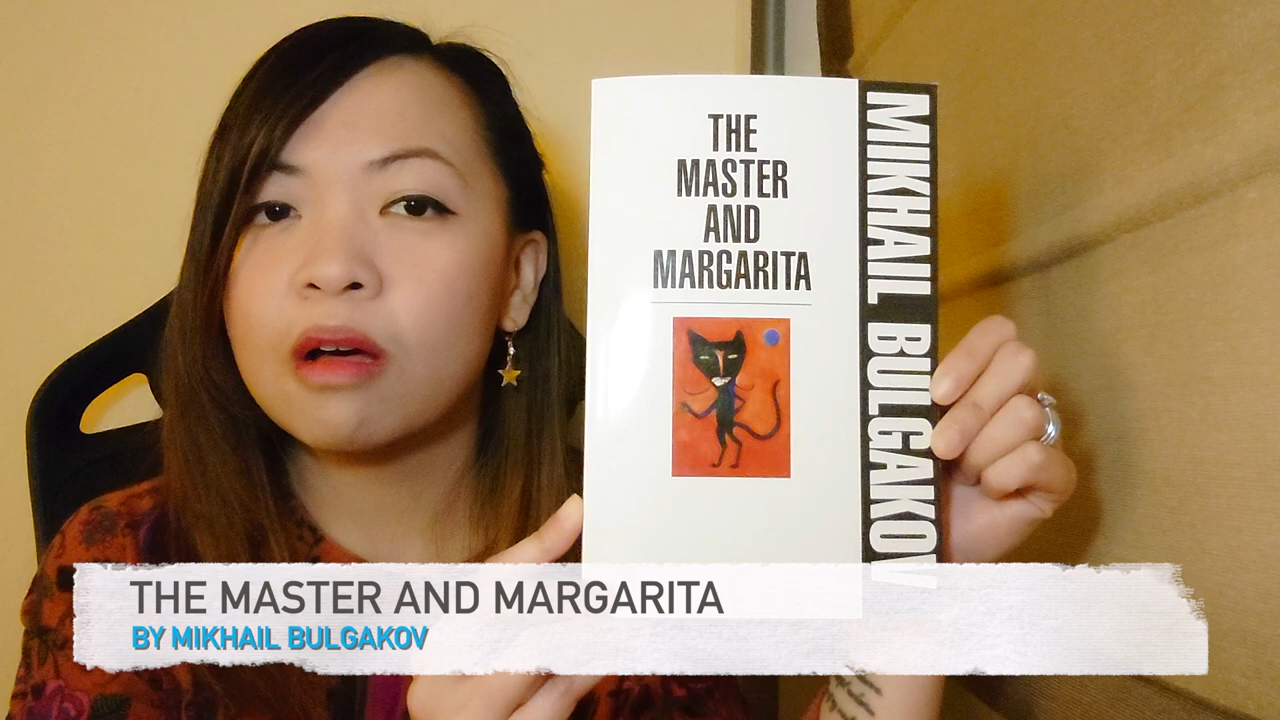 THE
MASTER
AND
MARGARITA
MIKHAIL BULGAKOV
THE MASTER AND MARGARITA
BY MIKHAIL BULGAKOV